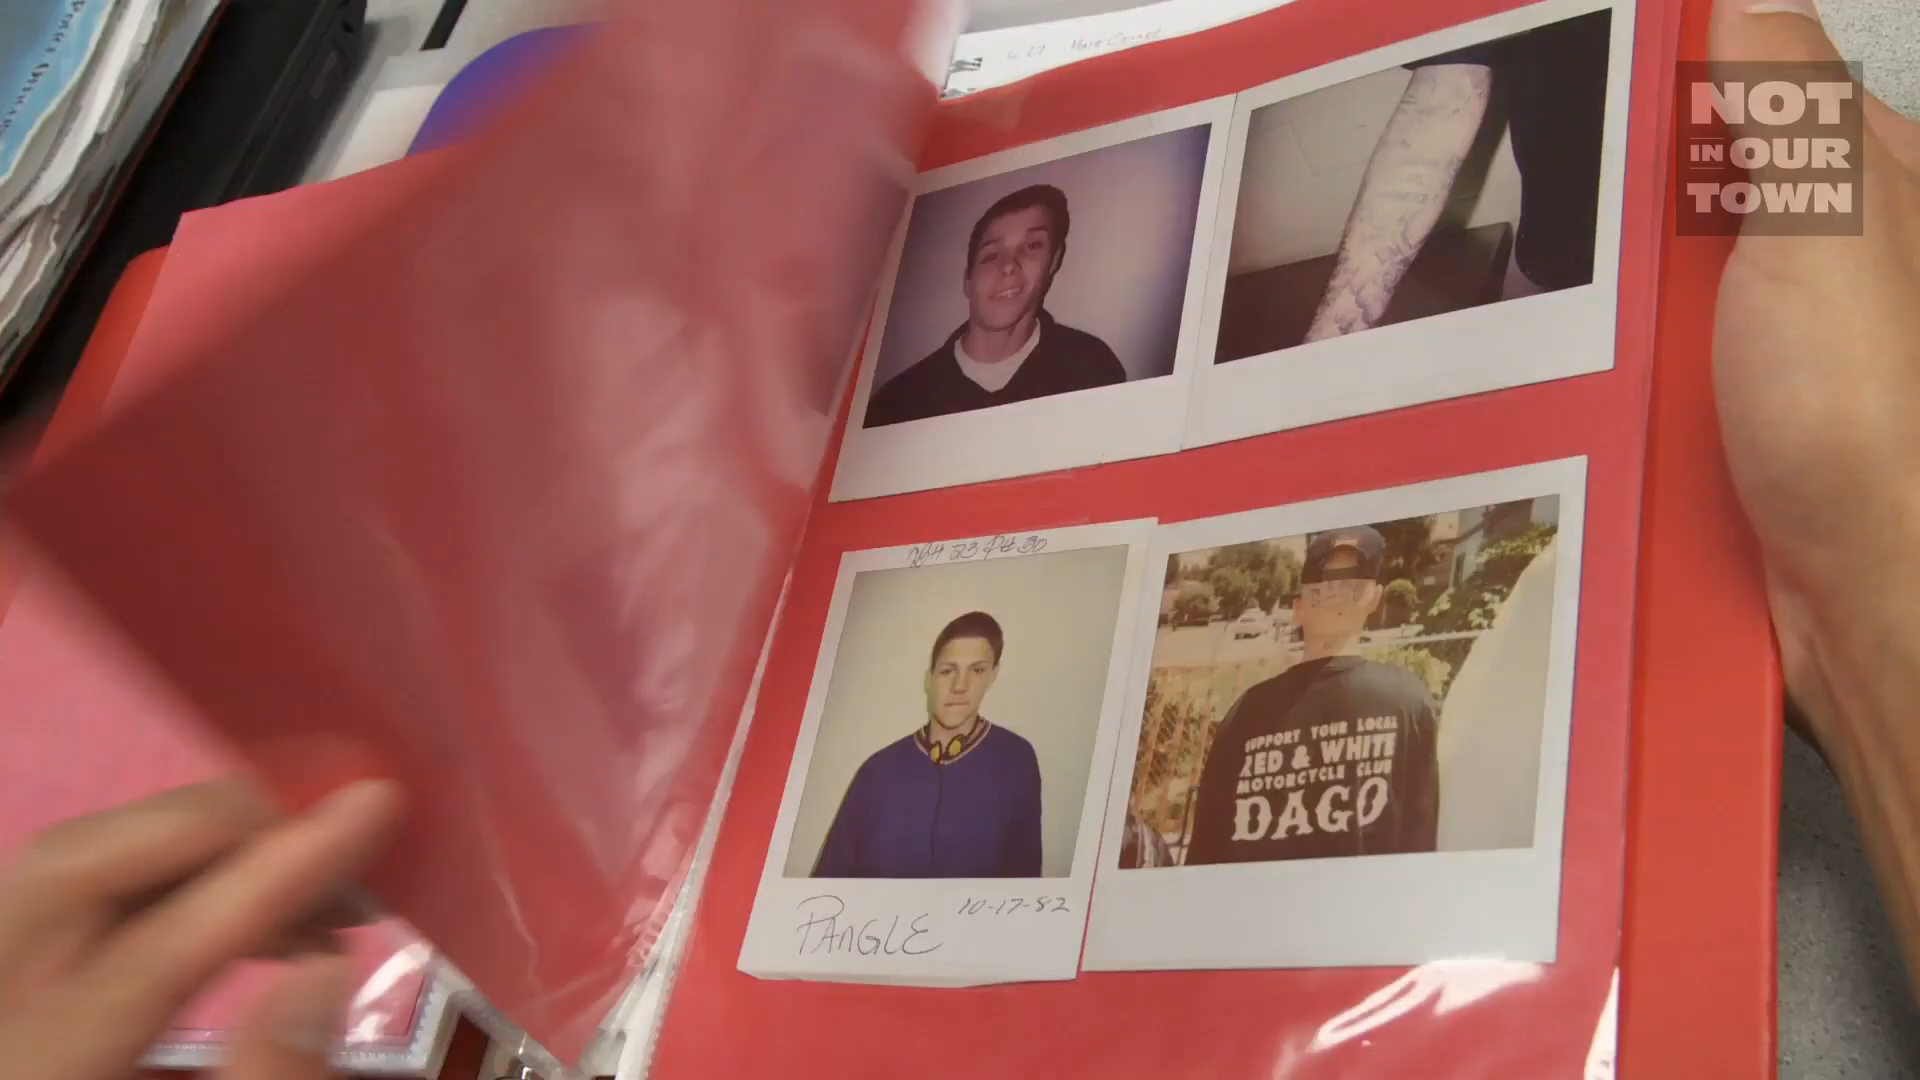 NOT
IN OUR
TOWN
PANGLE
10-17-82
SUPPORT YOUR LOCAL
RED & WHITE
MOTORCYCLE CLUB
DAGO